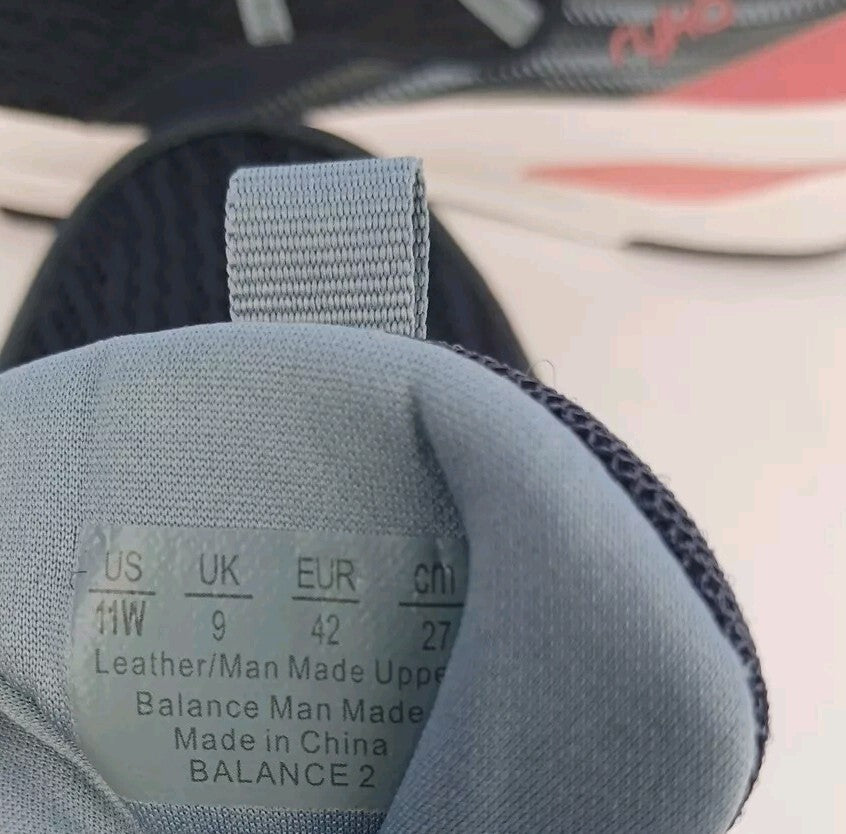 ryka
US UK EUR cm
11W 9 42 27
Leather/Man Made Uppe
Balance Man Made
Made in China
BALANCE 2